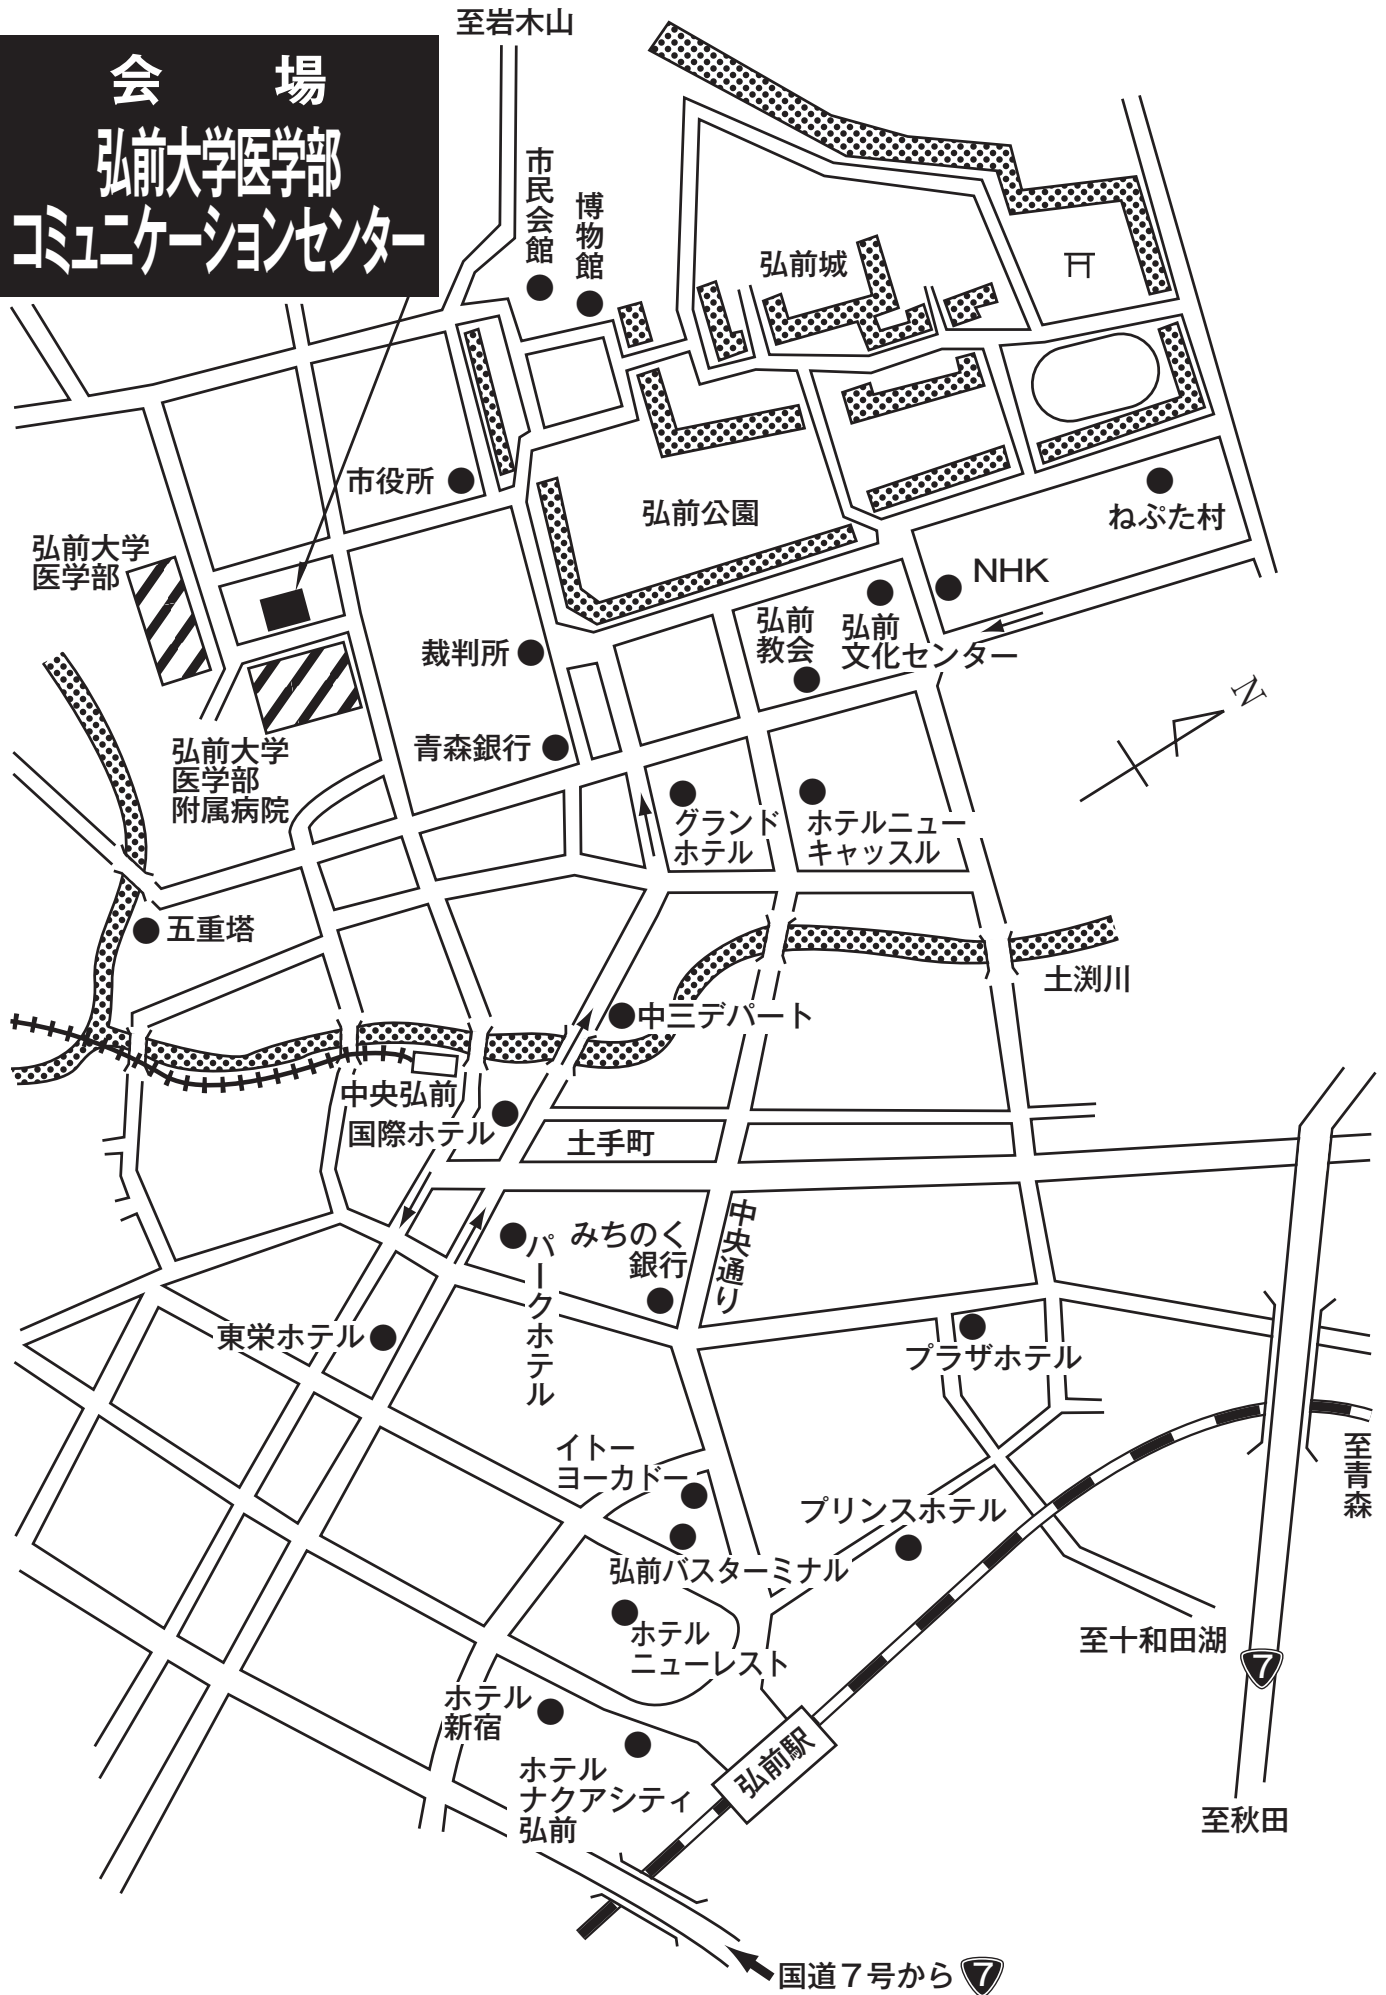 至岩木山
会場
弘前大学医学部
コミュニケーションセンター
市民会館
博物館
弘前城
市役所
弘前公園
ねぷた村
弘前大学
医学部
NHK
弘前
教会
弘前
文化センター
裁判所
N
青森銀行
弘前大学
医学部
附属病院
グランド
ホテル
ホテルニュー
キャッスル
五重塔
土渕川
中三デパート
中央弘前
国際ホテル
土手町
中央通り
みちのく
銀行
パークホテル
東栄ホテル
プラザホテル
イトー
ヨーカドー
至青森
プリンスホテル
弘前バスターミナル
ホテル
ニューレスト
至十和田湖
7
ホテル
新宿
弘前駅
ホテル
ナクアシティ
弘前
至秋田
国道7号から 7